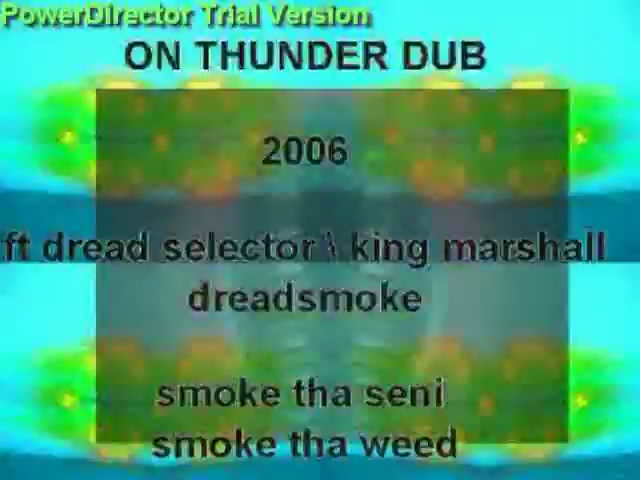 PowerDirector Trial Version
ON THUNDER DUB
2006
ft dread selector \ king marshall
dreadsmoke
smoke tha seni
smoke tha weed